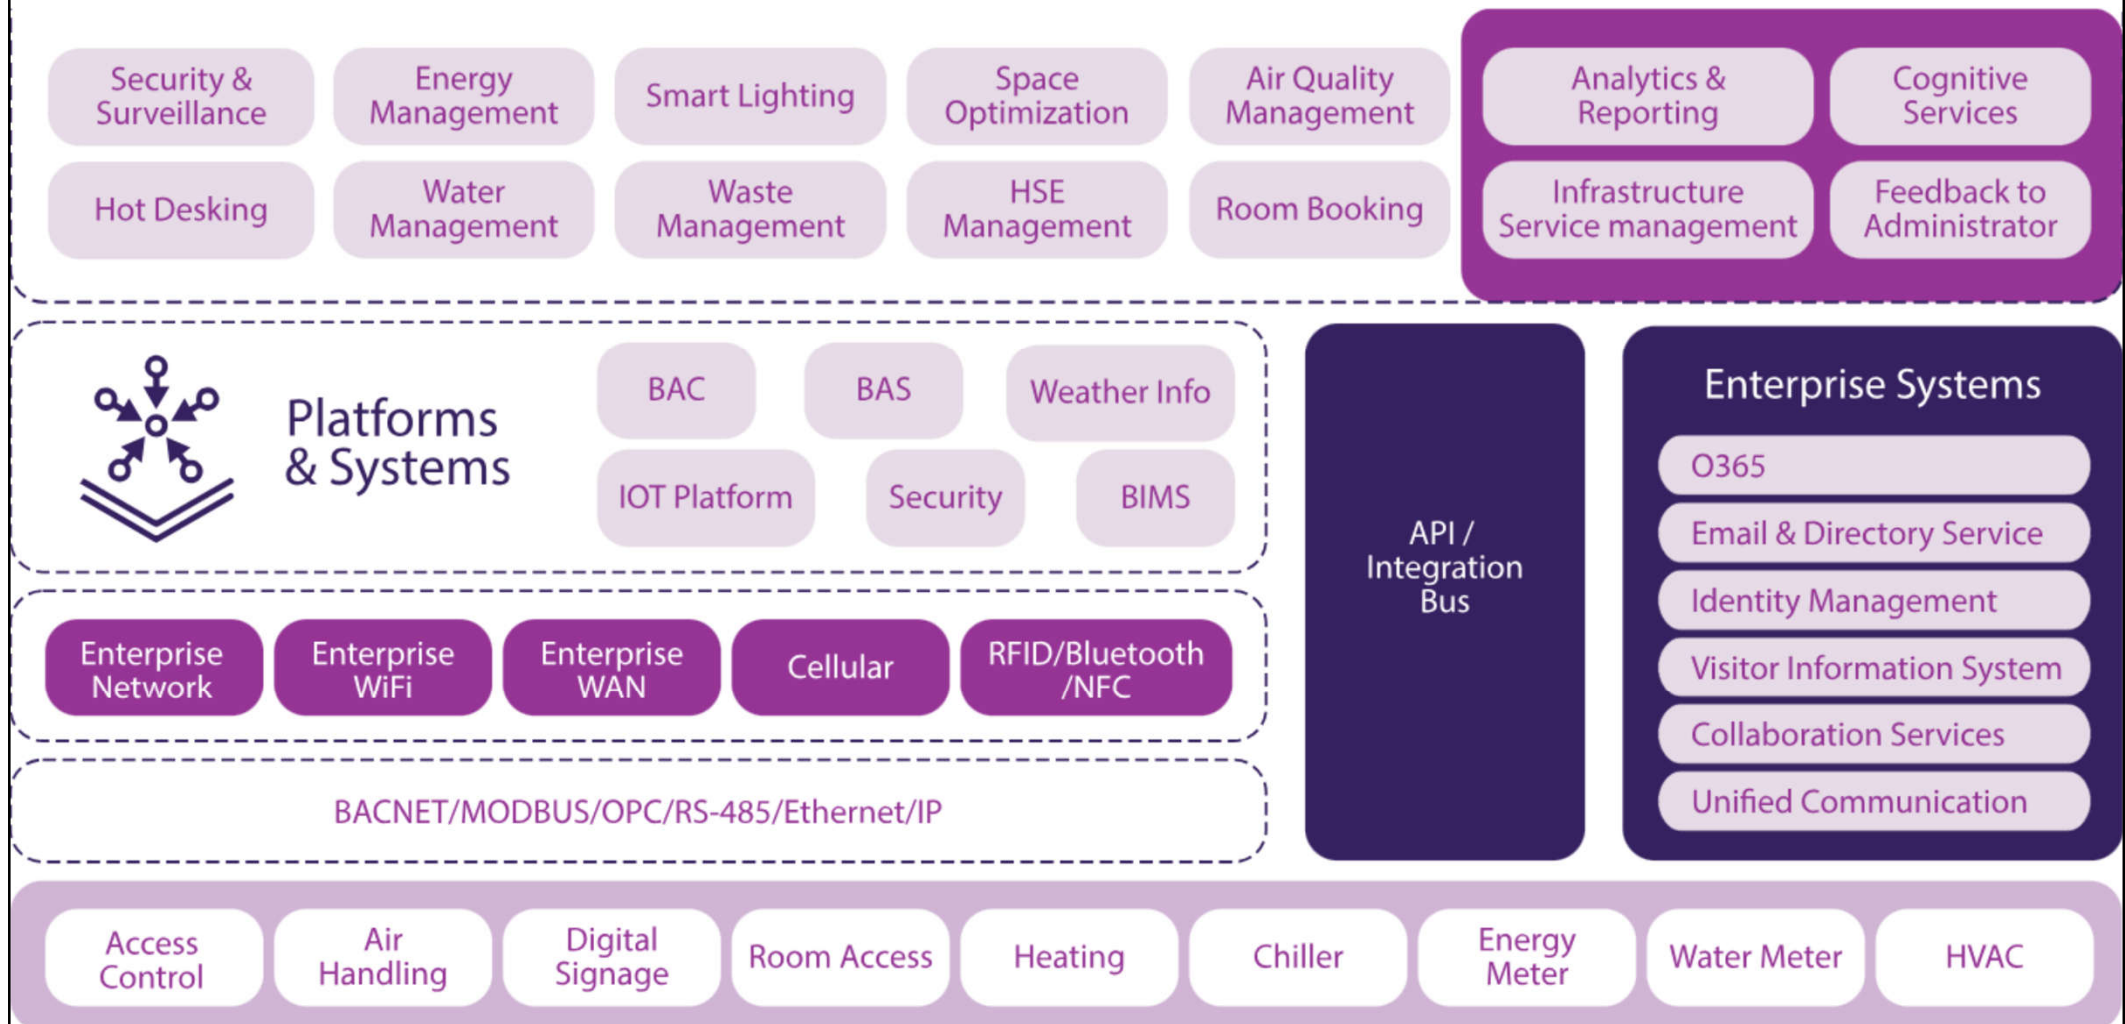 Security &
Surveillance
Energy
Management
Smart Lighting
Space
Optimization
Air Quality
Management
Analytics &
Reporting
Cognitive
Services
Hot Desking
Water
Management
Waste
Management
HSE
Management
Room Booking
Infrastructure
Service management
Feedback to
Administrator
Platforms
& Systems
BAC
BAS
Weather Info
IOT Platform
Security
BIMS
Enterprise
Network
Enterprise
WiFi
Enterprise
WAN
Cellular
RFID/Bluetooth
/NFC
BACNET/MODBUS/OPC/RS-485/Ethernet/IP
API /
Integration
Bus
Enterprise Systems
O365
Email & Directory Service
Identity Management
Visitor Information System
Collaboration Services
Unified Communication
Access
Control
Air
Handling
Digital
Signage
Room Access
Heating
Chiller
Energy
Meter
Water Meter
HVAC